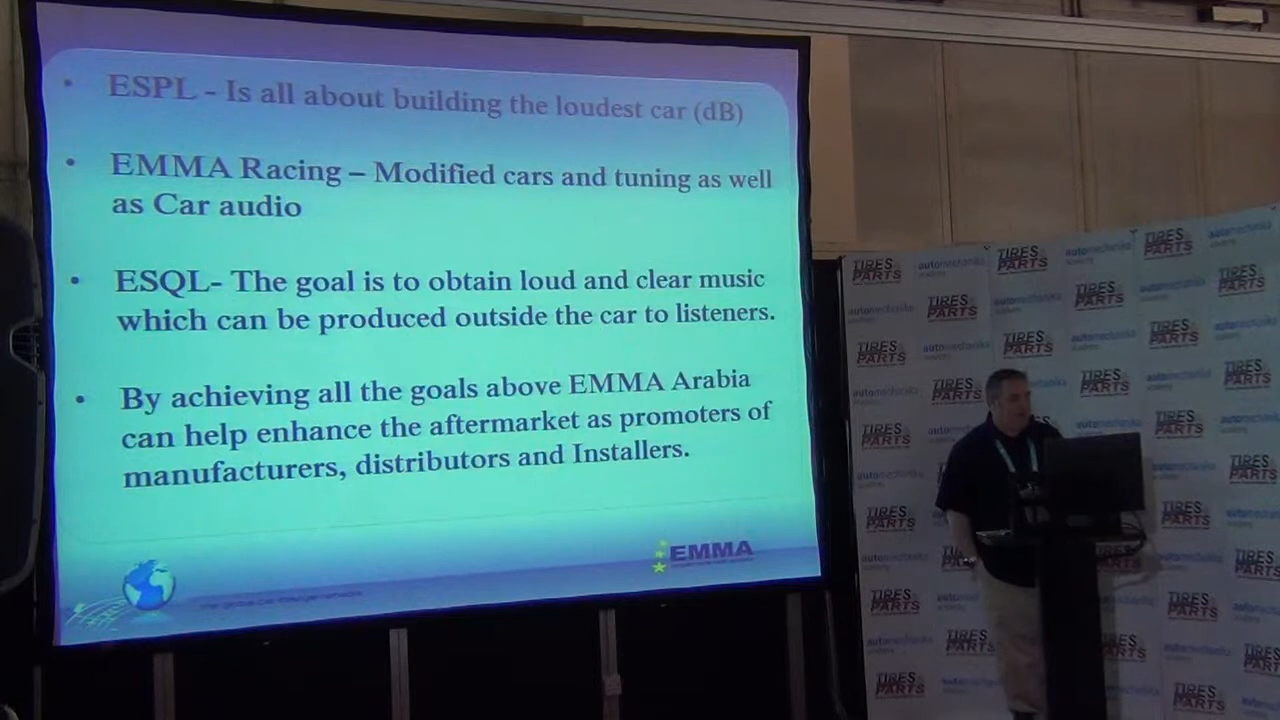 • ESPL - Is all about building the loudest car (dB)
• EMMA Racing – Modified cars and tuning as well
as Car audio
• ESQL- The goal is to obtain loud and clear music
which can be produced outside the car to listeners.
• By achieving all the goals above EMMA Arabia
can help enhance the aftermarket as promoters of
manufacturers, distributors and Installers.
EMMA
TIRES & PARTS
automechanika
academy